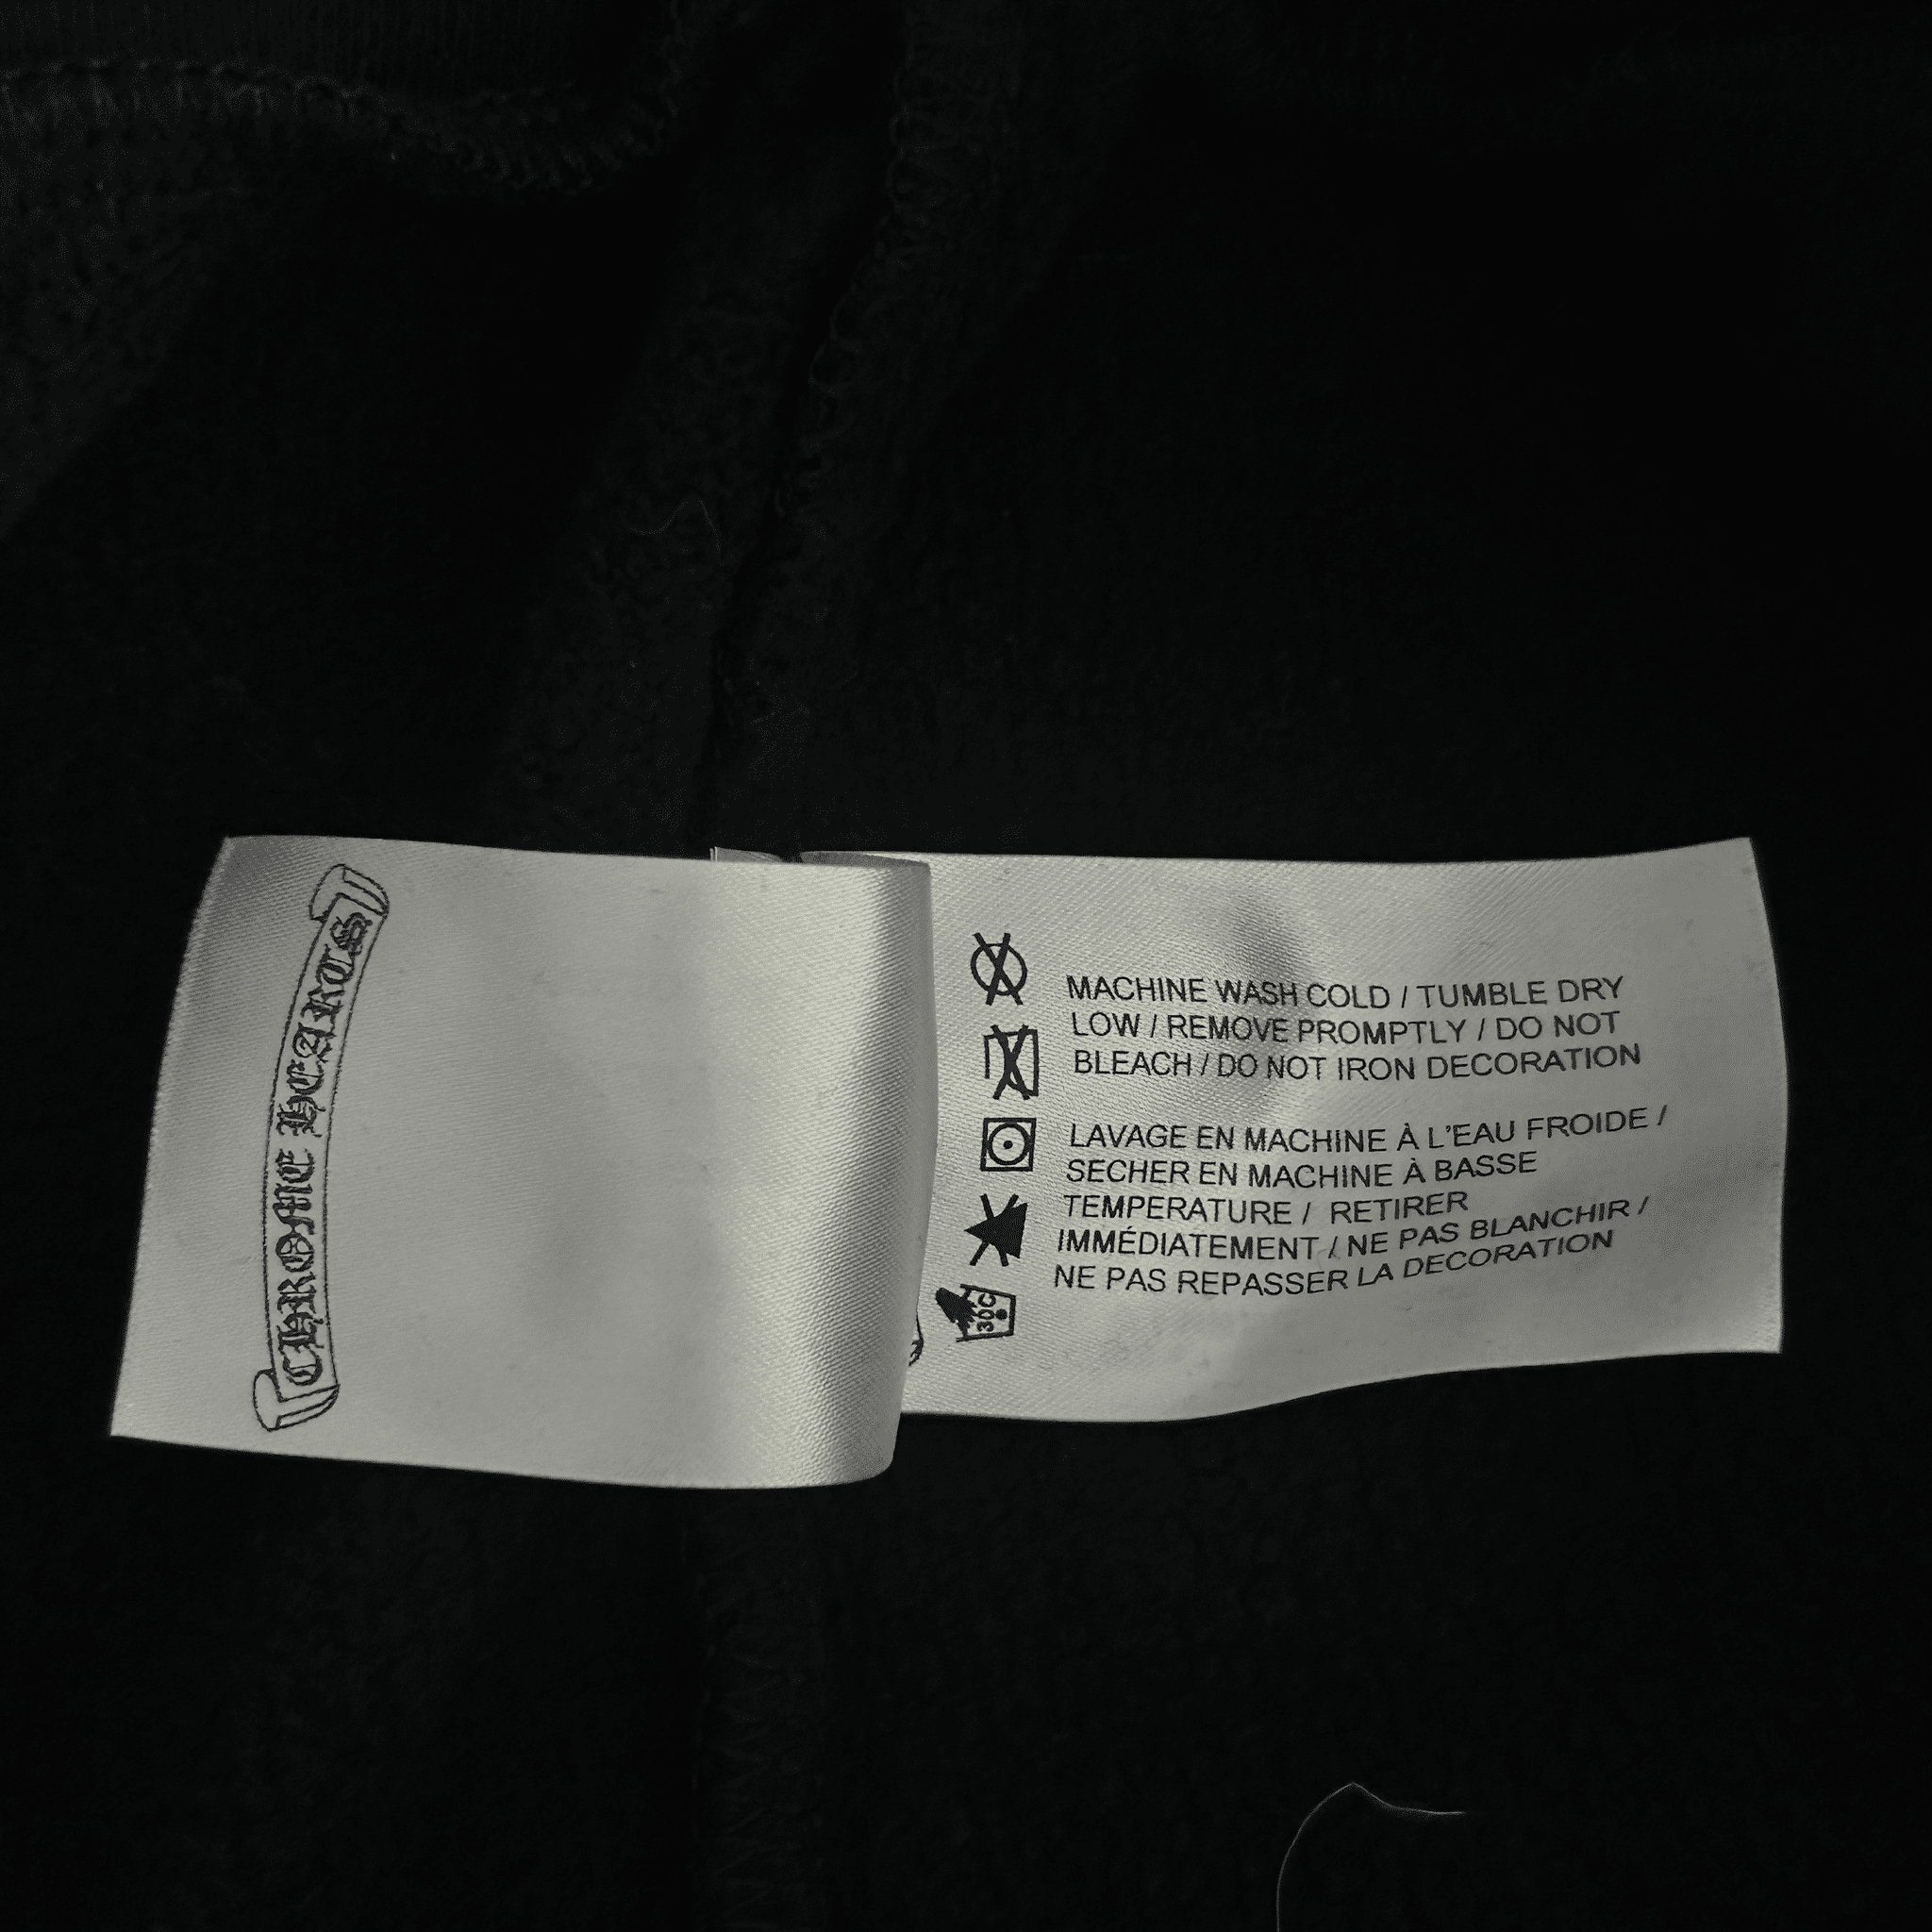 CHROME HEARTS
MACHINE WASH COLD / TUMBLE DRY
LOW / REMOVE PROMPTLY / DO NOT
BLEACH / DO NOT IRON DECORATION
LAVAGE EN MACHINE À L'EAU FROIDE /
SECHER EN MACHINE À BASSE
TEMPERATURE / RETIRER
IMMÉDIATEMENT / NE PAS BLANCHIR /
NE PAS REPASSER LA DECORATION
30C